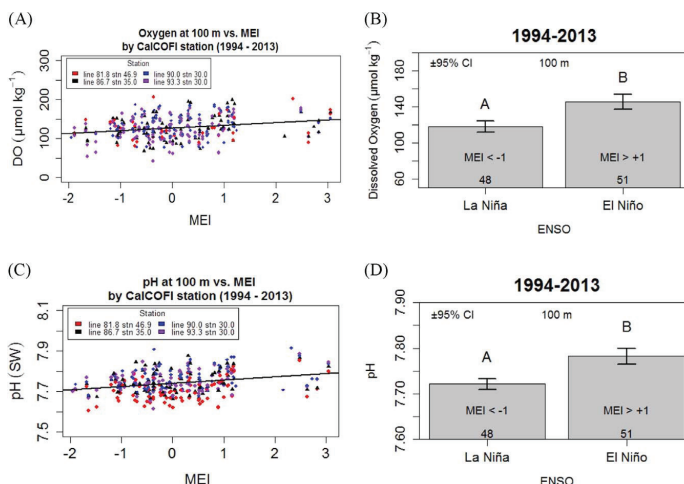 (A)
Oxygen at 100 m vs. MEI
by CalCOFI station (1994 - 2013)
DO (μmol kg⁻¹)
0 100 200 300
Station
line 81.8 stn 46.9 line 90.0 stn 30.0
line 86.7 stn 35.0 line 93.3 stn 30.0
-2 -1 0 1 2 3
MEI
(B)
1994-2013
Dissolved Oxygen (μmol kg⁻¹)
60 100 140 180
±95% CI 100 m
A B
MEI < -1 MEI > +1
48 51
La Niña El Niño
ENSO
(C)
pH at 100 m vs. MEI
by CalCOFI station (1994 - 2013)
pH (SW)
7.5 7.7 7.9 8.1
Station
line 81.8 stn 46.9 line 90.0 stn 30.0
line 86.7 stn 35.0 line 93.3 stn 30.0
-2 -1 0 1 2 3
MEI
(D)
1994-2013
pH
7.60 7.70 7.80 7.90
±95% CI 100 m
A B
MEI < -1 MEI > +1
48 51
La Niña El Niño
ENSO